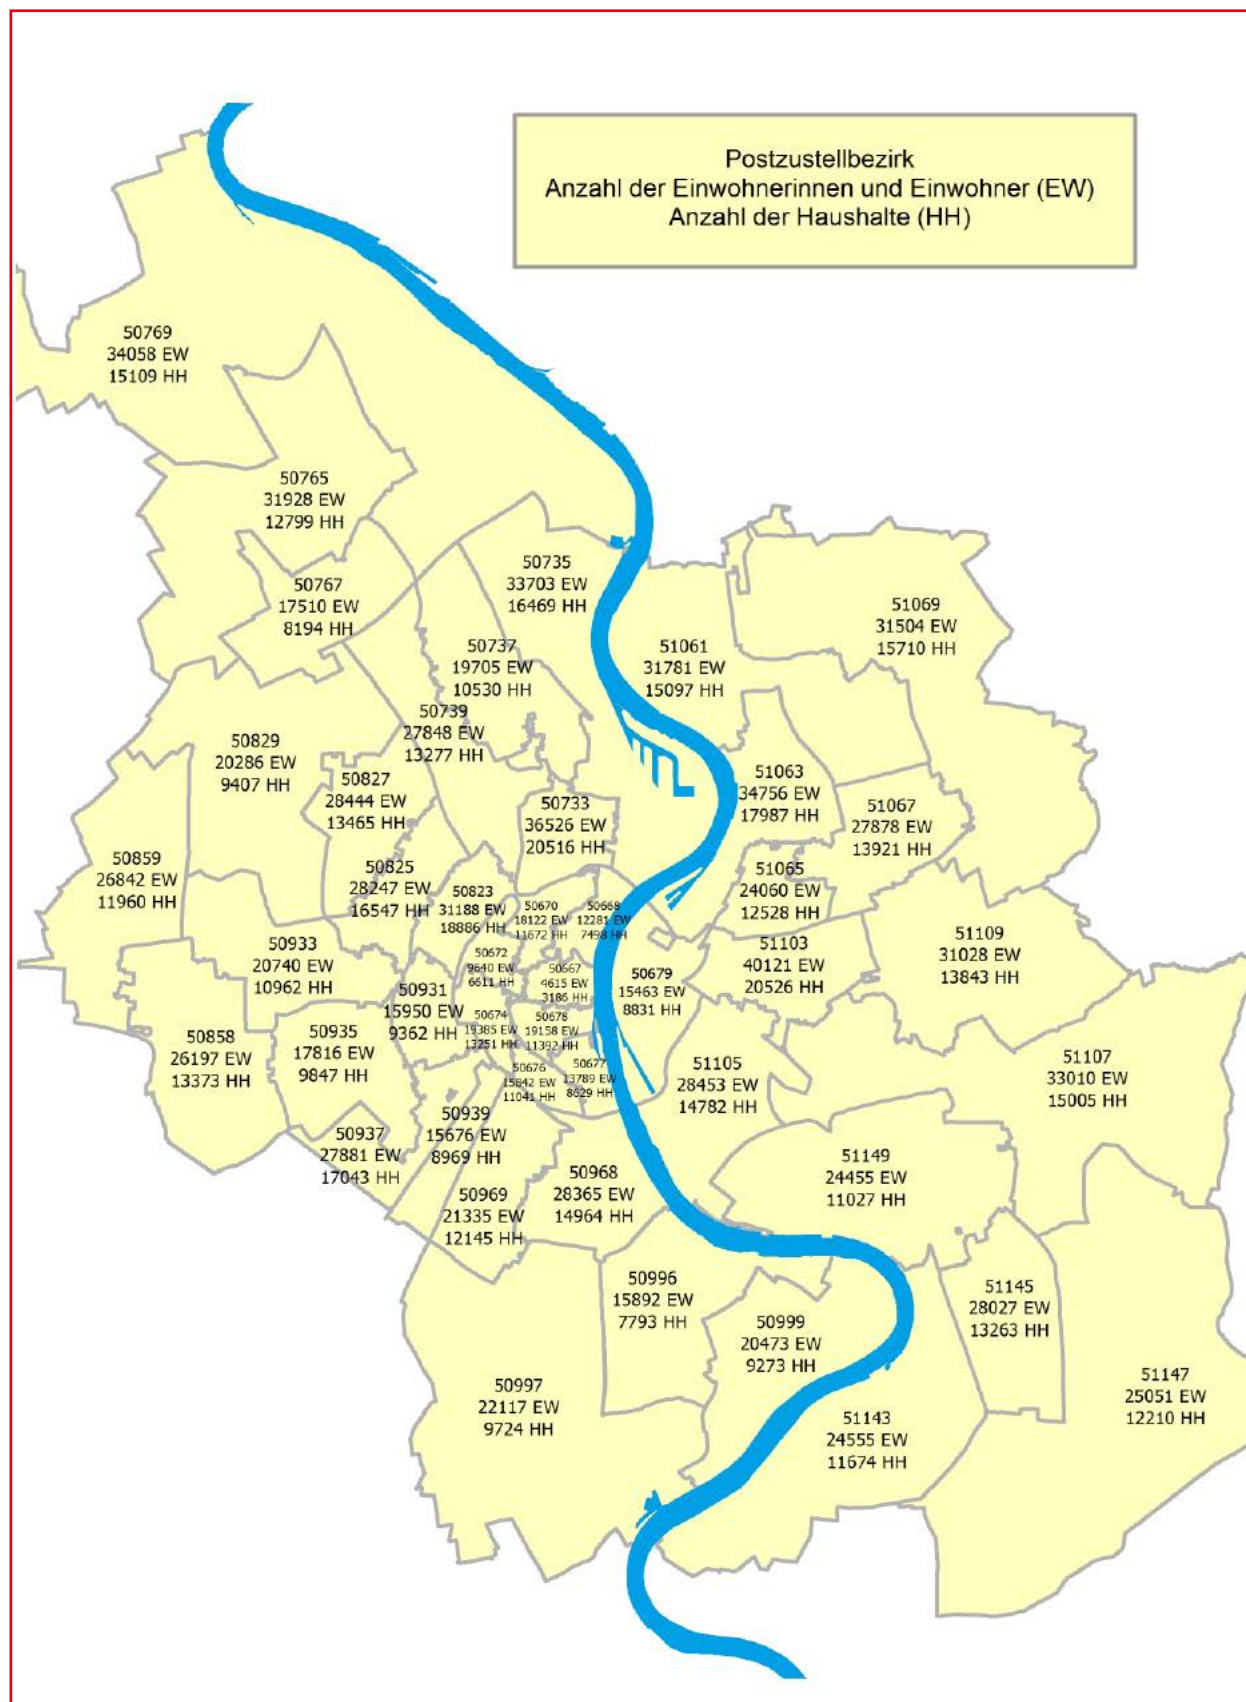 Postzustellbezirk
Anzahl der Einwohnerinnen und Einwohner (EW)
Anzahl der Haushalte (HH)
50769
34058 EW
15109 HH
50765
31928 EW
12799 HH
50767
17510 EW
8194 HH
50735
33703 EW
16469 HH
50737
19705 EW
10530 HH
50739
27848 EW
13277 HH
51061
31781 EW
15097 HH
51069
31504 EW
15710 HH
50829
20286 EW
9407 HH
50827
28444 EW
13465 HH
50733
36526 EW
20516 HH
51063
34756 EW
17987 HH
51067
27878 EW
13921 HH
50859
26842 EW
11960 HH
50825
28247 EW
16547 HH
50823
31188 EW
18886 HH
50670
18122 EW
11672 HH
50668
12281 EW
7498 HH
51065
24060 EW
12528 HH
50933
20740 EW
10962 HH
50672
9640 EW
6611 HH
50667
4615 EW
3186 HH
50679
15463 EW
8831 HH
51103
40121 EW
20526 HH
51109
31028 EW
13843 HH
50931
15950 EW
9362 HH
50674
19385 EW
13251 HH
50678
19158 EW
11392 HH
50858
26197 EW
13373 HH
50935
17816 EW
9847 HH
50676
15842 EW
11041 HH
50677
13789 EW
8629 HH
51105
28453 EW
14782 HH
51107
33010 EW
15005 HH
50937
27881 EW
17043 HH
50939
15676 EW
8969 HH
50969
21335 EW
12145 HH
50968
28365 EW
14964 HH
51149
24455 EW
11027 HH
50996
15892 EW
7793 HH
50999
20473 EW
9273 HH
51145
28027 EW
13263 HH
50997
22117 EW
9724 HH
51143
24555 EW
11674 HH
51147
25051 EW
12210 HH